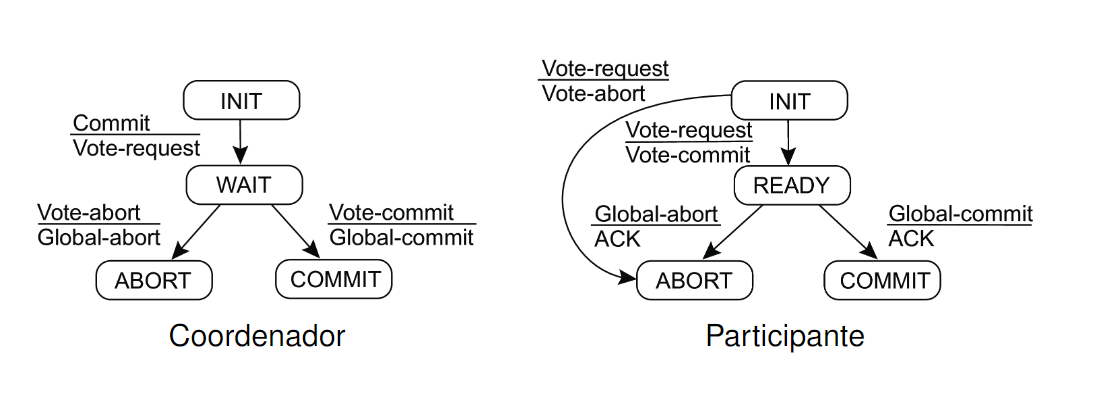 INIT
Commit
Vote-request
WAIT
Vote-abort
Global-abort
Vote-commit
Global-commit
ABORT
COMMIT
Coordenador
Vote-request
Vote-abort
INIT
Vote-request
Vote-commit
READY
Global-abort
ACK
Global-commit
ACK
ABORT
COMMIT
Participante